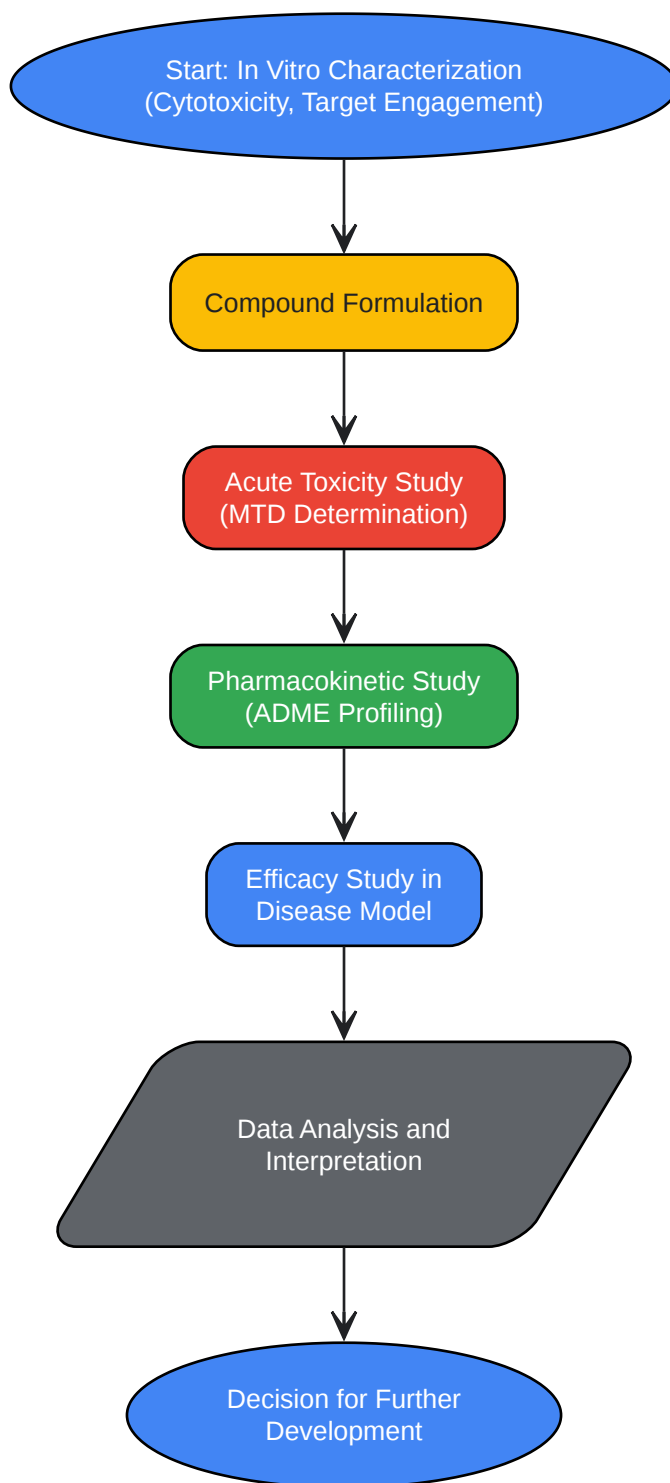 Start: In Vitro Characterization
(Cytotoxicity, Target Engagement)
Compound Formulation
Acute Toxicity Study
(MTD Determination)
Pharmacokinetic Study
(ADME Profiling)
Efficacy Study in
Disease Model
Data Analysis and
Interpretation
Decision for Further
Development